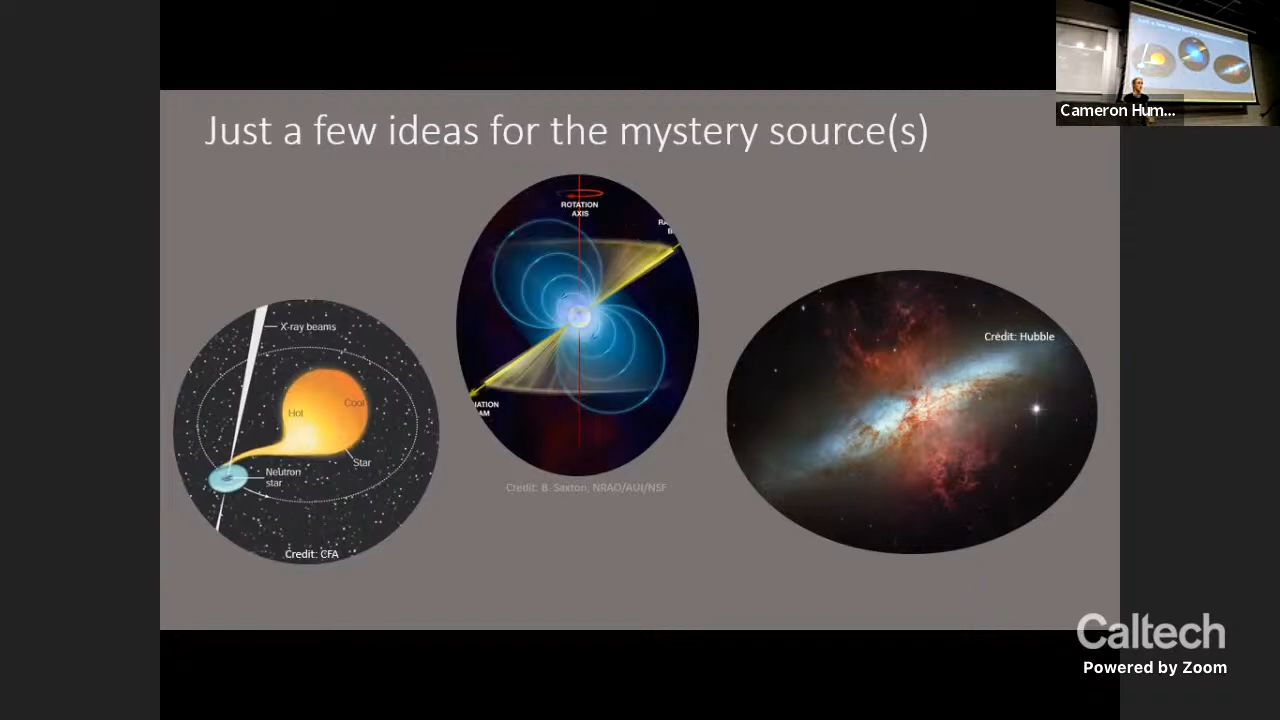 Just a few ideas for the mystery source(s)
Cameron Hum...
ROTATION
AXIS
Credit: Hubble
X-ray beams
Hot
Cool
Star
Neutron
star
Credit: CFA
Credit: B. Saxton, NRAO/AUI/NSF
Caltech
Powered by Zoom